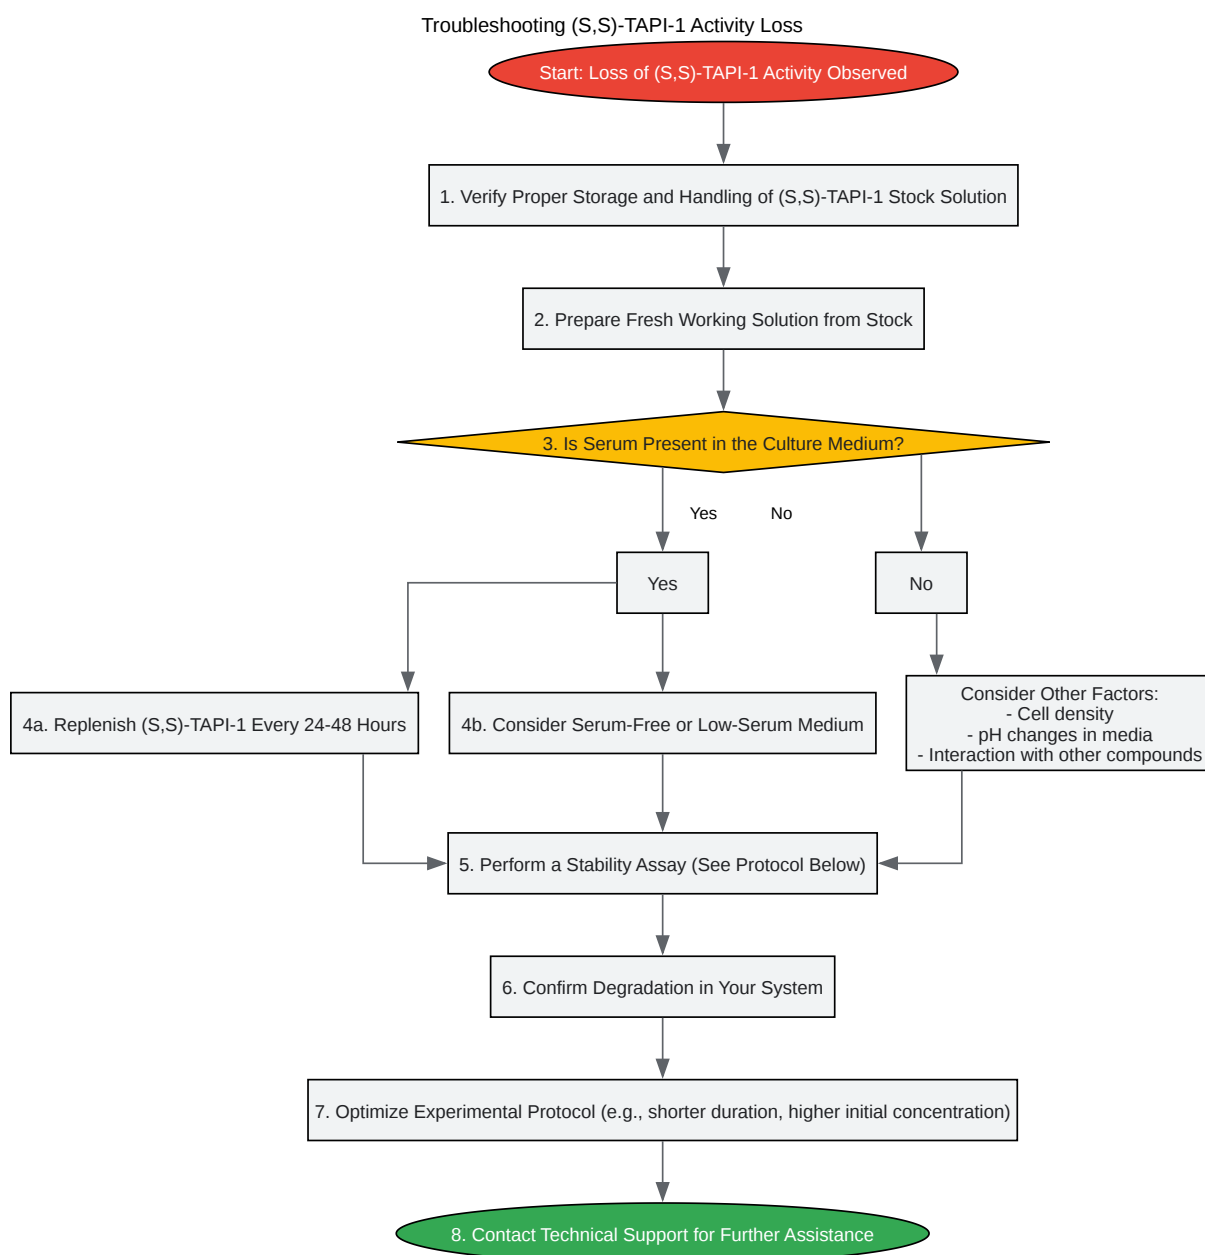 Troubleshooting (S,S)-TAPI-1 Activity Loss
Start: Loss of (S,S)-TAPI-1 Activity Observed
1. Verify Proper Storage and Handling of (S,S)-TAPI-1 Stock Solution
2. Prepare Fresh Working Solution from Stock
3. Is Serum Present in the Culture Medium?
Yes
No
Yes
No
4a. Replenish (S,S)-TAPI-1 Every 24-48 Hours
4b. Consider Serum-Free or Low-Serum Medium
Consider Other Factors:
- Cell density
- pH changes in media
- Interaction with other compounds
5. Perform a Stability Assay (See Protocol Below)
6. Confirm Degradation in Your System
7. Optimize Experimental Protocol (e.g., shorter duration, higher initial concentration)
8. Contact Technical Support for Further Assistance